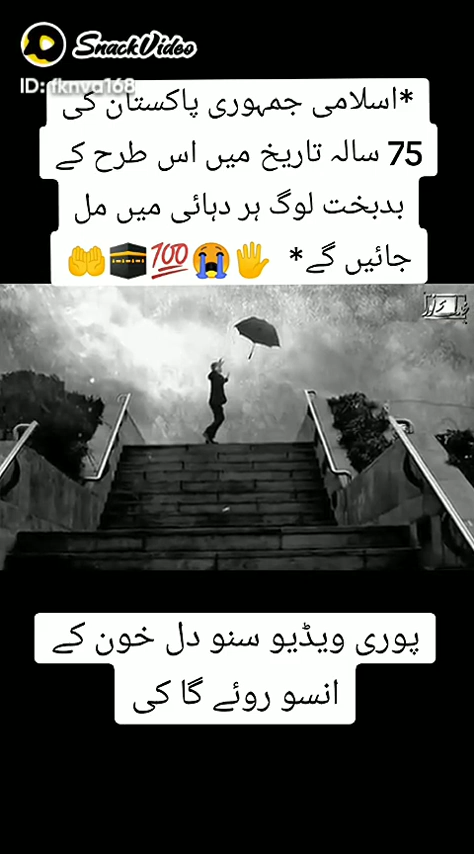 SnackVideo
ID: fknva168
*اسلامی جمہوری پاکستان کی
75 سالہ تاریخ میں اس طرح کے
بدبخت لوگ ہر دہائی میں مل
جائیں گے* 🖐😭💯🕋🤲
پوری ویڈیو سنو دل خون کے
انسو روئے گا کی